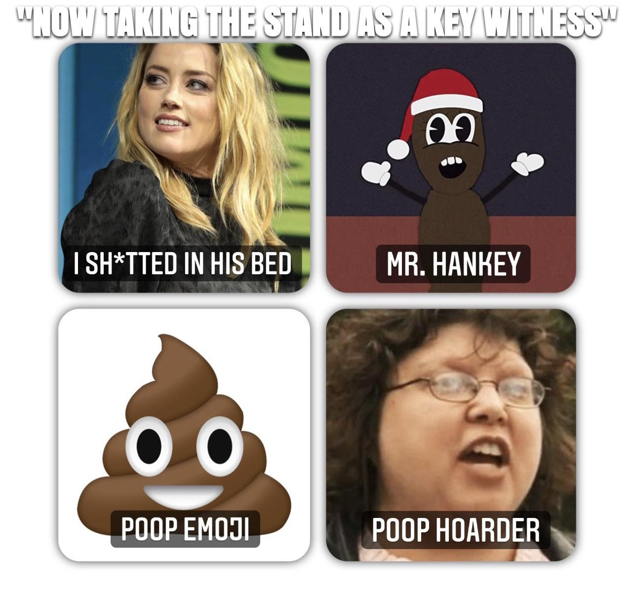 "NOW TAKING THE STAND AS A KEY WITNESS"
I SH*TTED IN HIS BED
MR. HANKEY
POOP EMOJI
POOP HOARDER